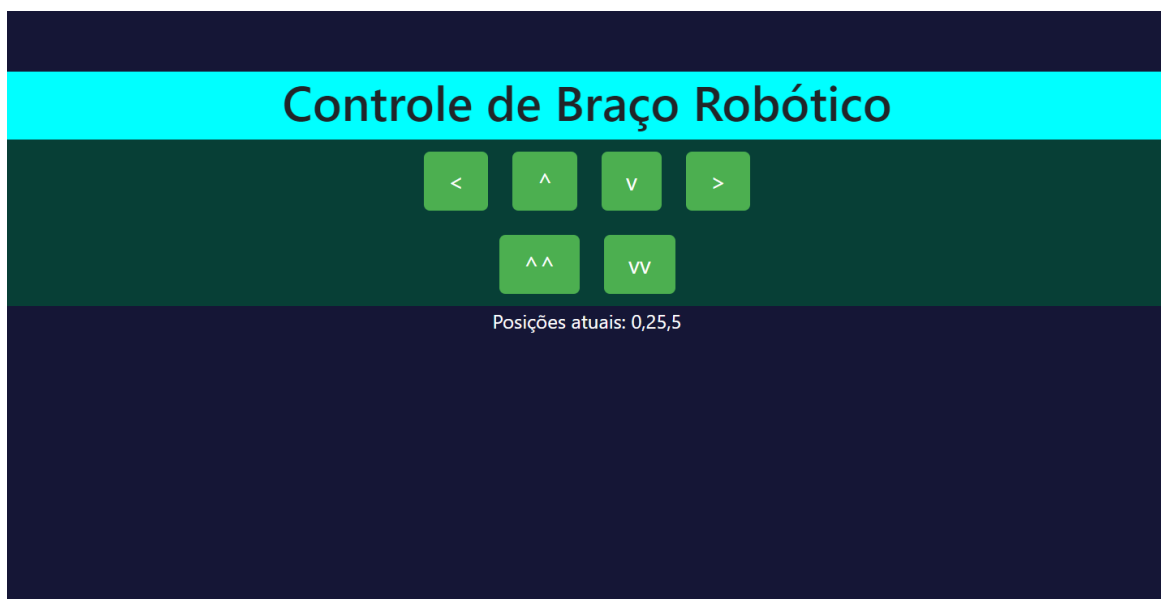 Controle de Braço Robótico
< ^ v >
^^ vv
Posições atuais: 0,25,5